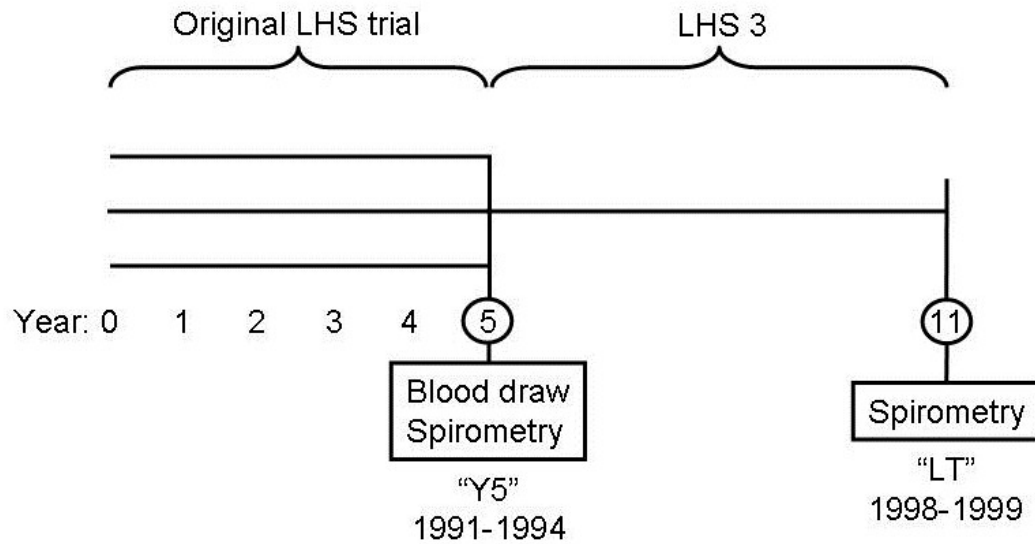 Original LHS trial
LHS 3
Year: 0 1 2 3 4 5 11
Blood draw
Spirometry
Spirometry
“Y5”
1991-1994
“LT”
1998-1999